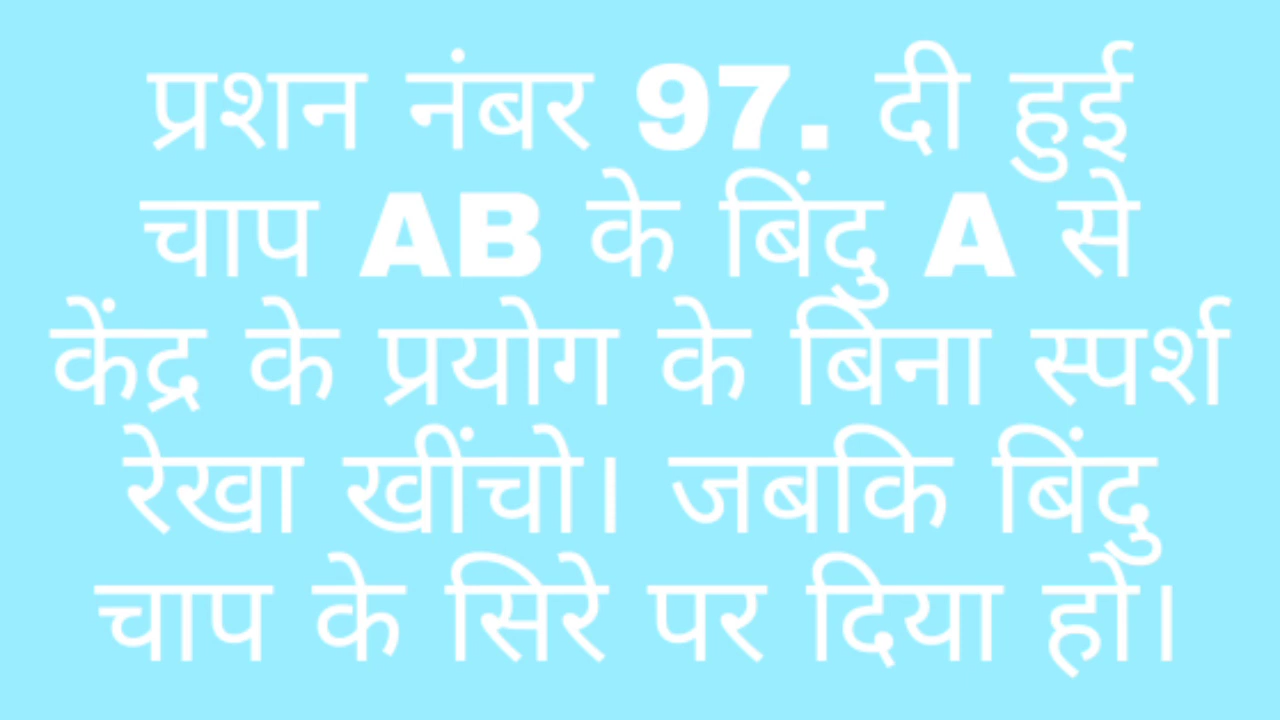 प्रशन नंबर 97. दी हुई
चाप AB के बिंदु A से
केंद्र के प्रयोग के बिना स्पर्श
रेखा खींचो। जबकि बिंदु
चाप के सिरे पर दिया हो।